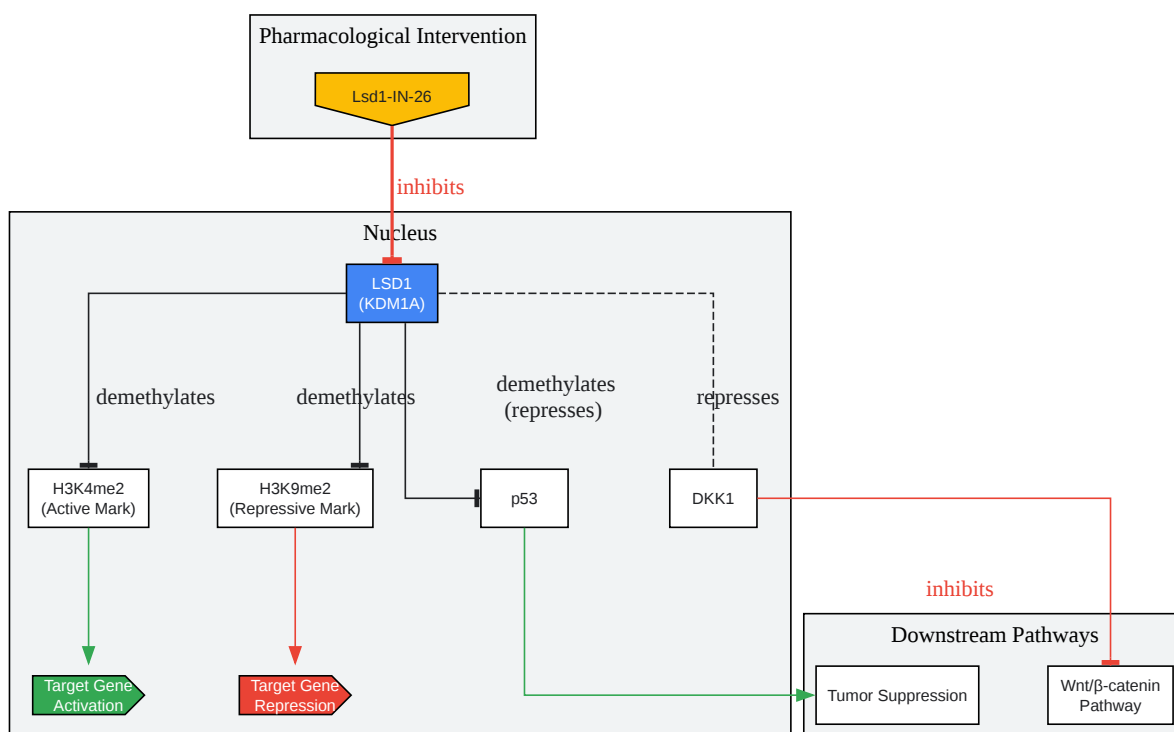 Pharmacological Intervention
Lsd1-IN-26
inhibits
Nucleus
LSD1
(KDM1A)
demethylates
demethylates
demethylates
(represses)
represses
H3K4me2
(Active Mark)
H3K9me2
(Repressive Mark)
p53
DKK1
inhibits
Downstream Pathways
Target Gene
Activation
Target Gene
Repression
Tumor Suppression
Wnt/β-catenin
Pathway